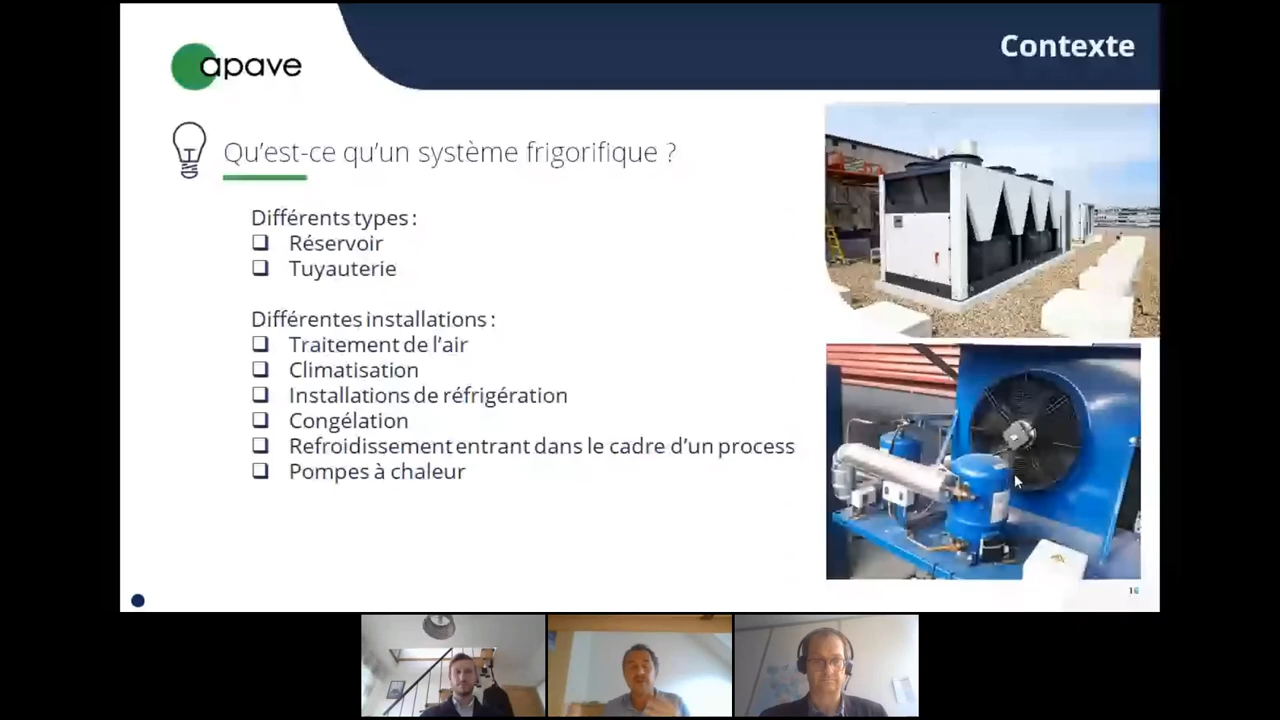 Contexte
apave
Qu'est-ce qu'un système frigorifique ?
Différents types :
Réservoir
Tuyauterie
Différentes installations :
Traitement de l'air
Climatisation
Installations de réfrigération
Congélation
Refroidissement entrant dans le cadre d'un process
Pompes à chaleur
16